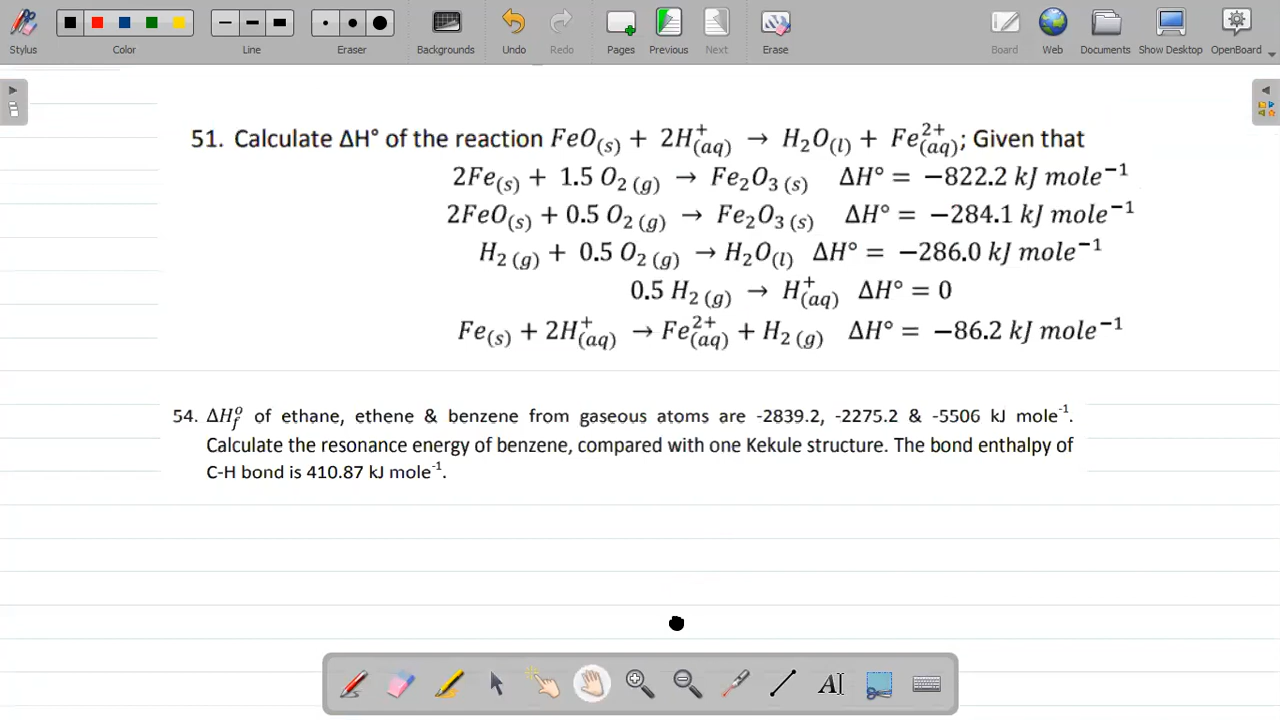 Stylus Color Line Eraser Backgrounds Undo Redo Pages Previous Next Erase Board Web Documents Show Desktop OpenBoard
51. Calculate ΔH° of the reaction FeO(s) + 2H⁺(aq) → H₂O(l) + Fe²⁺(aq); Given that
2Fe(s) + 1.5 O₂ (g) → Fe₂O₃ (s) ΔH° = −822.2 kJ mole⁻¹
2FeO(s) + 0.5 O₂ (g) → Fe₂O₃ (s) ΔH° = −284.1 kJ mole⁻¹
H₂ (g) + 0.5 O₂ (g) → H₂O(l) ΔH° = −286.0 kJ mole⁻¹
0.5 H₂ (g) → H⁺(aq) ΔH° = 0
Fe(s) + 2H⁺(aq) → Fe²⁺(aq) + H₂ (g) ΔH° = −86.2 kJ mole⁻¹
54. ΔH°f of ethane, ethene & benzene from gaseous atoms are -2839.2, -2275.2 & -5506 kJ mole⁻¹.
Calculate the resonance energy of benzene, compared with one Kekule structure. The bond enthalpy of
C-H bond is 410.87 kJ mole⁻¹.